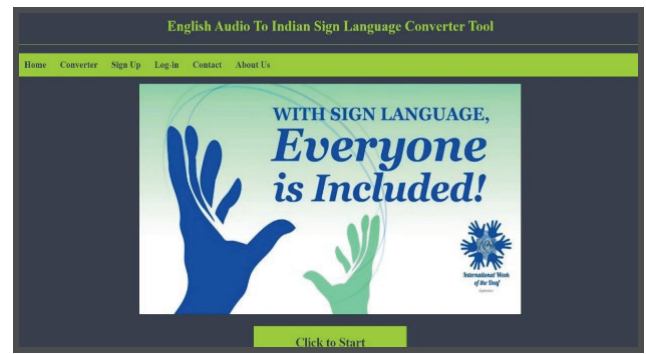 English Audio To Indian Sign Language Converter Tool
Home Converter Sign Up Log-in Contact About Us
WITH SIGN LANGUAGE,
Everyone
is Included!
International Week
of the Deaf
Click to Start